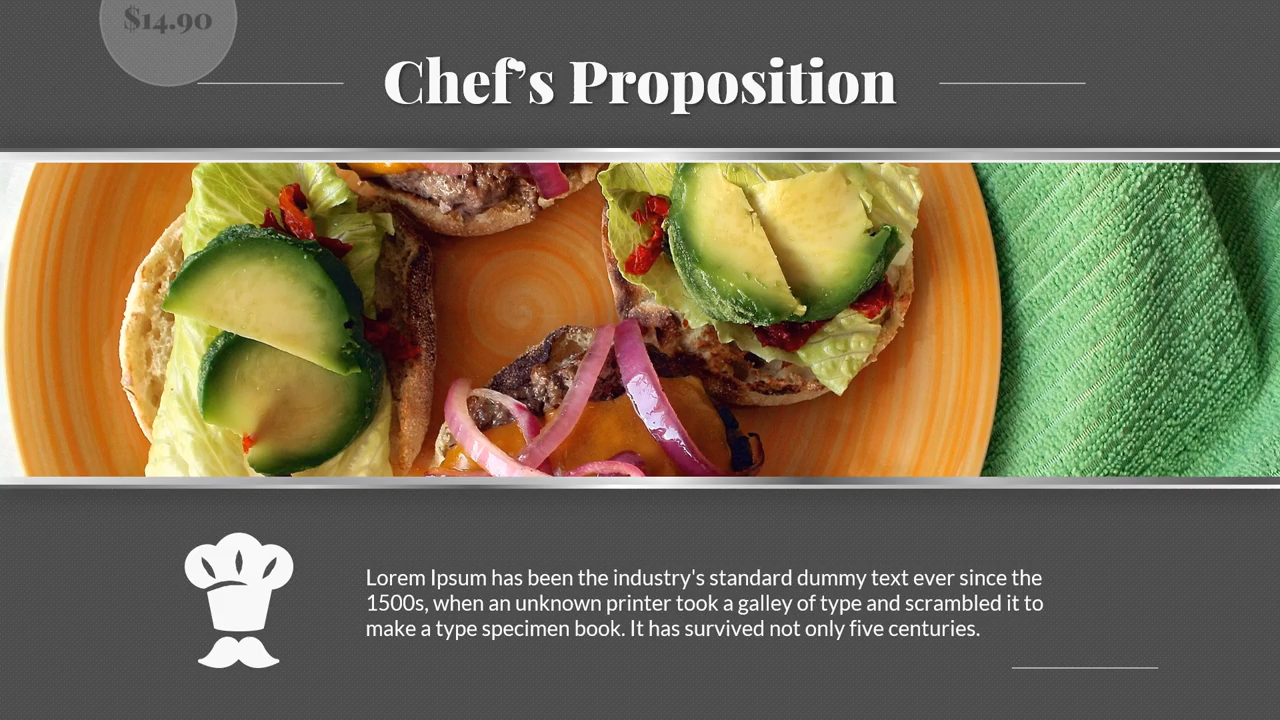 $14.90
Chef's Proposition
Lorem Ipsum has been the industry's standard dummy text ever since the
1500s, when an unknown printer took a galley of type and scrambled it to
make a type specimen book. It has survived not only five centuries.